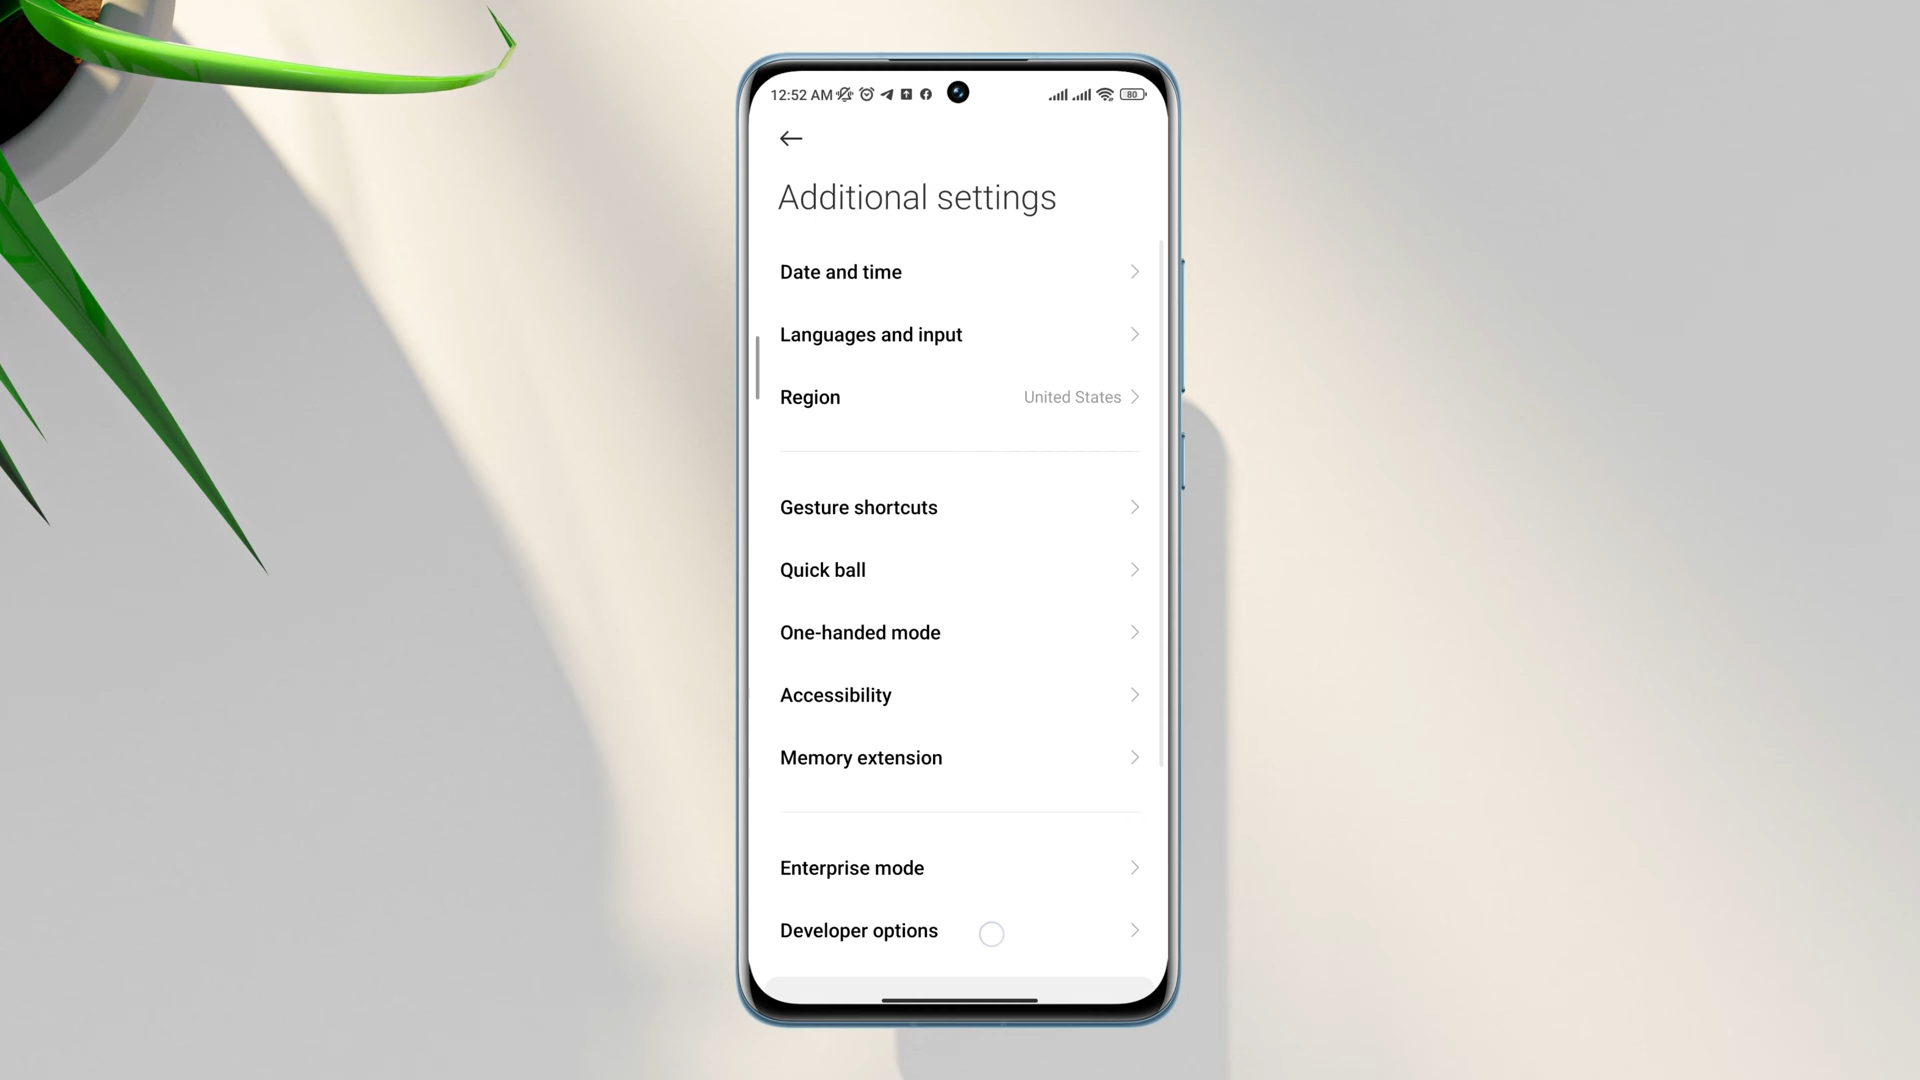 12:52 AM
80
Additional settings
Date and time
Languages and input
Region
United States
Gesture shortcuts
Quick ball
One-handed mode
Accessibility
Memory extension
Enterprise mode
Developer options